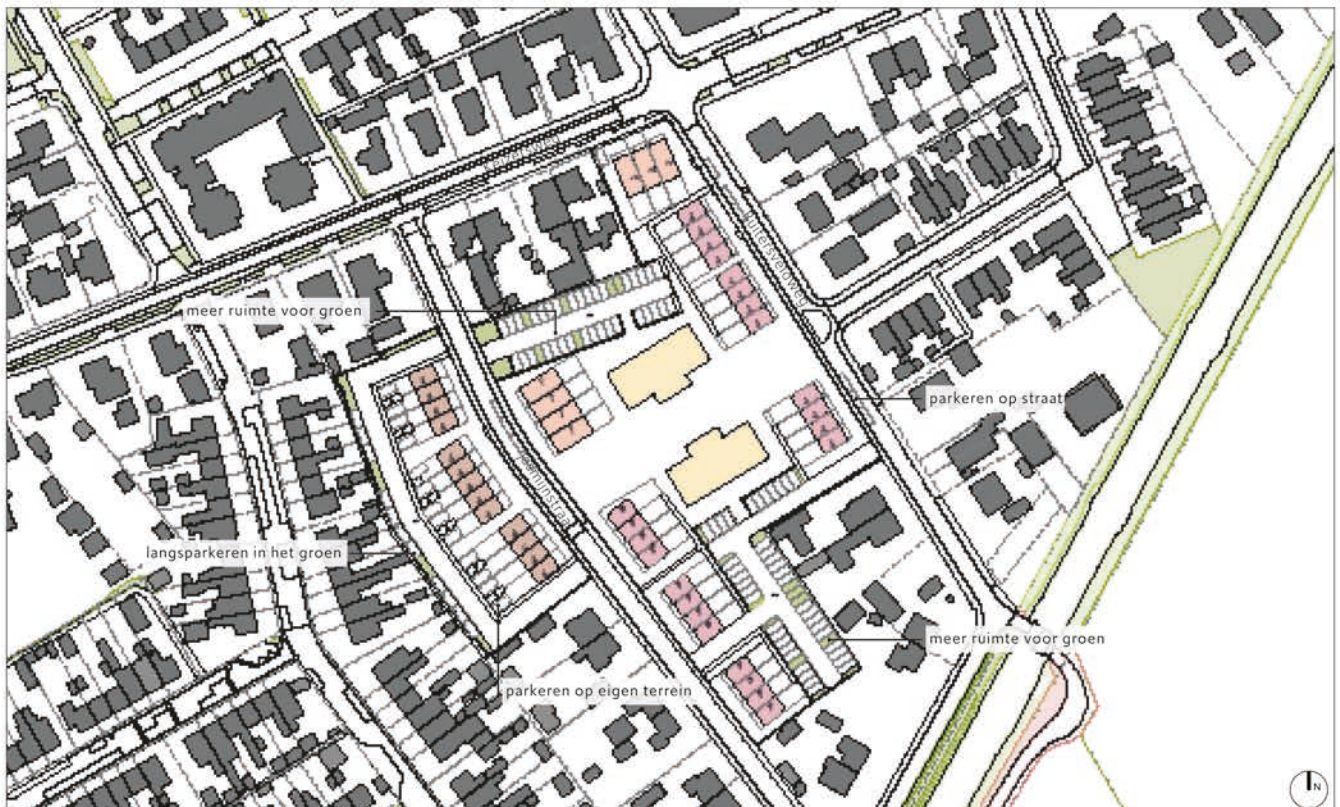 meer ruimte voor groen
parkeren op straat
langsparkeren in het groen
meer ruimte voor groen
parkeren op eigen terrein
N